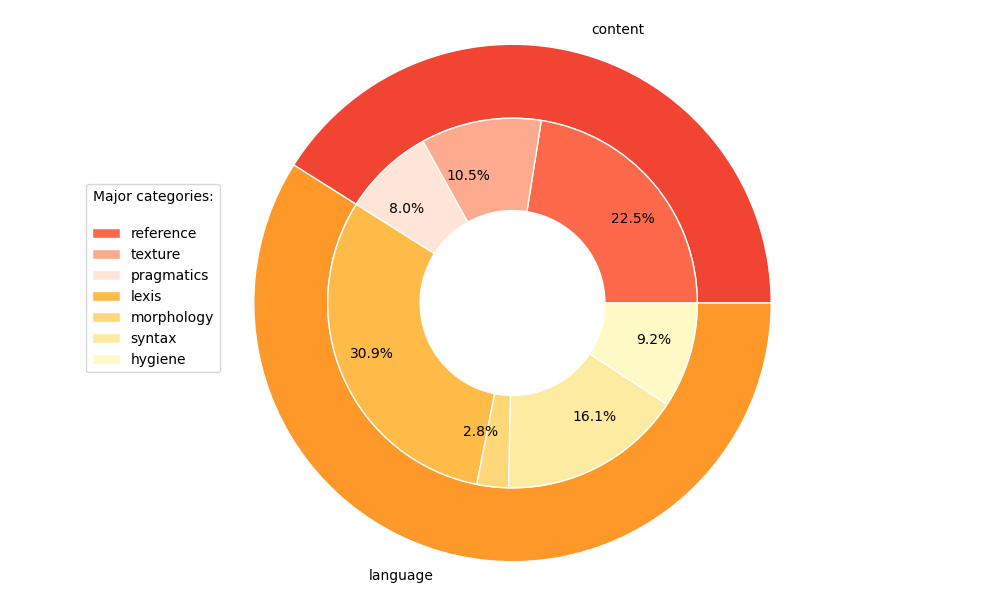 content
10.5%
22.5%
8.0%
Major categories:
reference
texture
pragmatics
lexis
morphology
syntax
hygiene
30.9%
9.2%
2.8%
16.1%
language